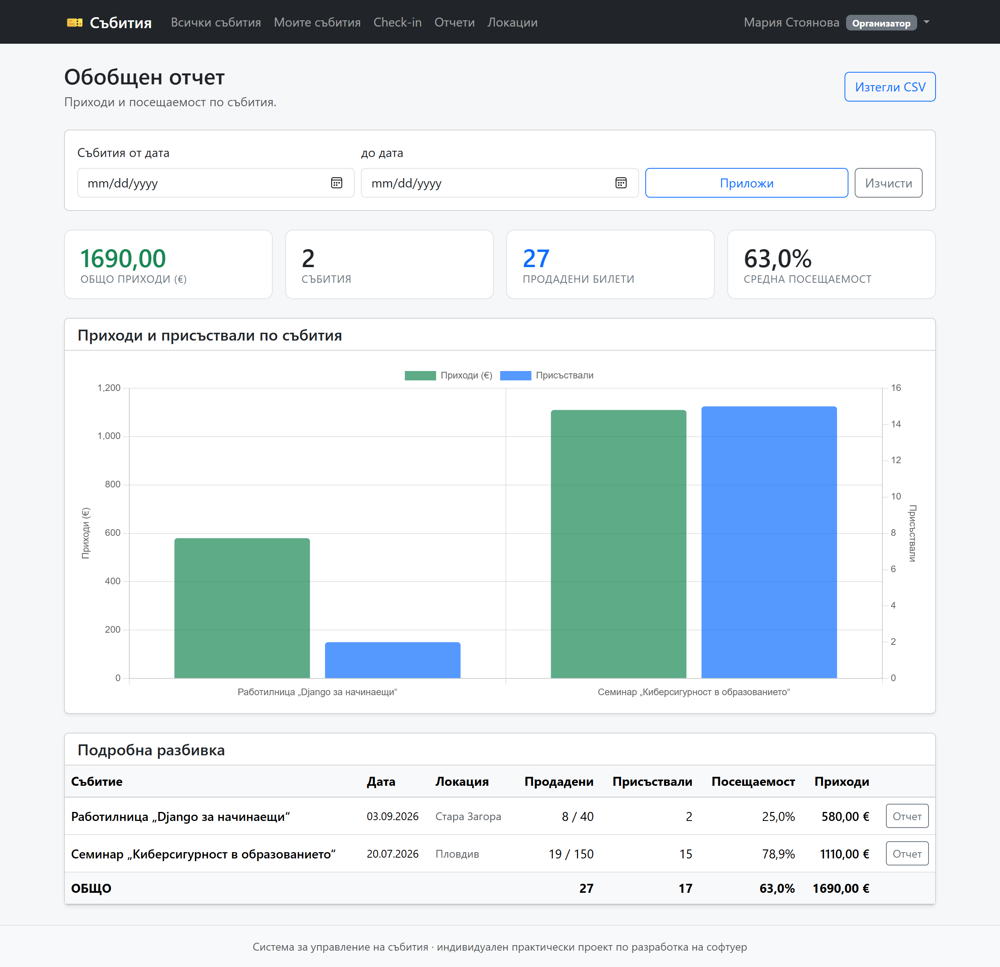 🎫 Събития Всички събития Моите събития Check-in Отчети Локации Мария Стоянова Организатор
Обобщен отчет
Приходи и посещаемост по събития.
Изтегли CSV
Събития от дата до дата
mm/dd/yyyy mm/dd/yyyy Приложи Изчисти
1690,00 2 27 63,0%
ОБЩО ПРИХОДИ (€) СЪБИТИЯ ПРОДАДЕНИ БИЛЕТИ СРЕДНА ПОСЕЩАЕМОСТ
Приходи и присъствали по събития
Приходи (€) Присъствали
1,200 16
14
1,000
12
800
10
600 8
Приходи (€)
Присъствали
6
400
4
200
2
0 0
Работилница „Django за начинаещи“ Семинар „Киберсигурност в образованието“
Подробна разбивка
Събитие Дата Локация Продадени Присъствали Посещаемост Приходи
Работилница „Django за начинаещи“ 03.09.2026 Стара Загора 8 / 40 2 25,0% 580,00 € Отчет
Семинар „Киберсигурност в образованието“ 20.07.2026 Пловдив 19 / 150 15 78,9% 1110,00 € Отчет
ОБЩО 27 17 63,0% 1690,00 €
Система за управление на събития · индивидуален практически проект по разработка на софтуер